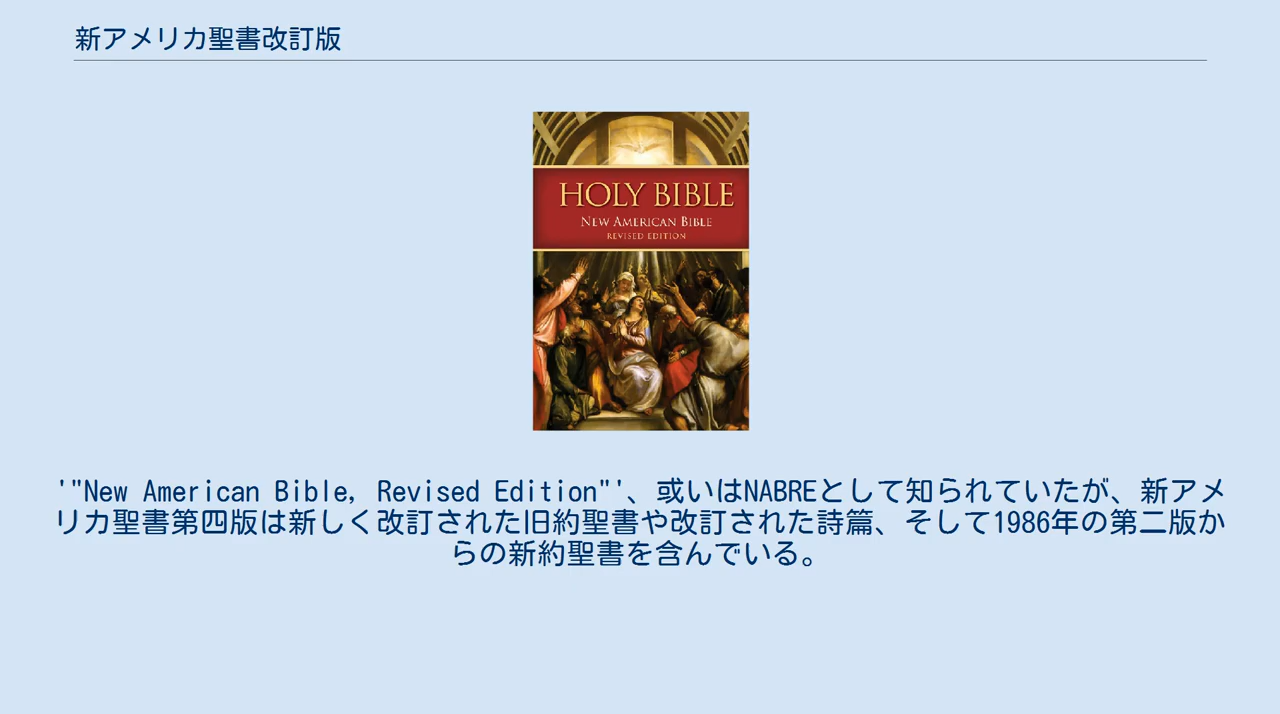 新アメリカ聖書改訂版
HOLY BIBLE
NEW AMERICAN BIBLE
REVISED EDITION
'"New American Bible, Revised Edition"'、或いはNABREとして知られていたが、新アメ
リカ聖書第四版は新しく改訂された旧約聖書や改訂された詩篇、そして1986年の第二版か
らの新約聖書を含んでいる。